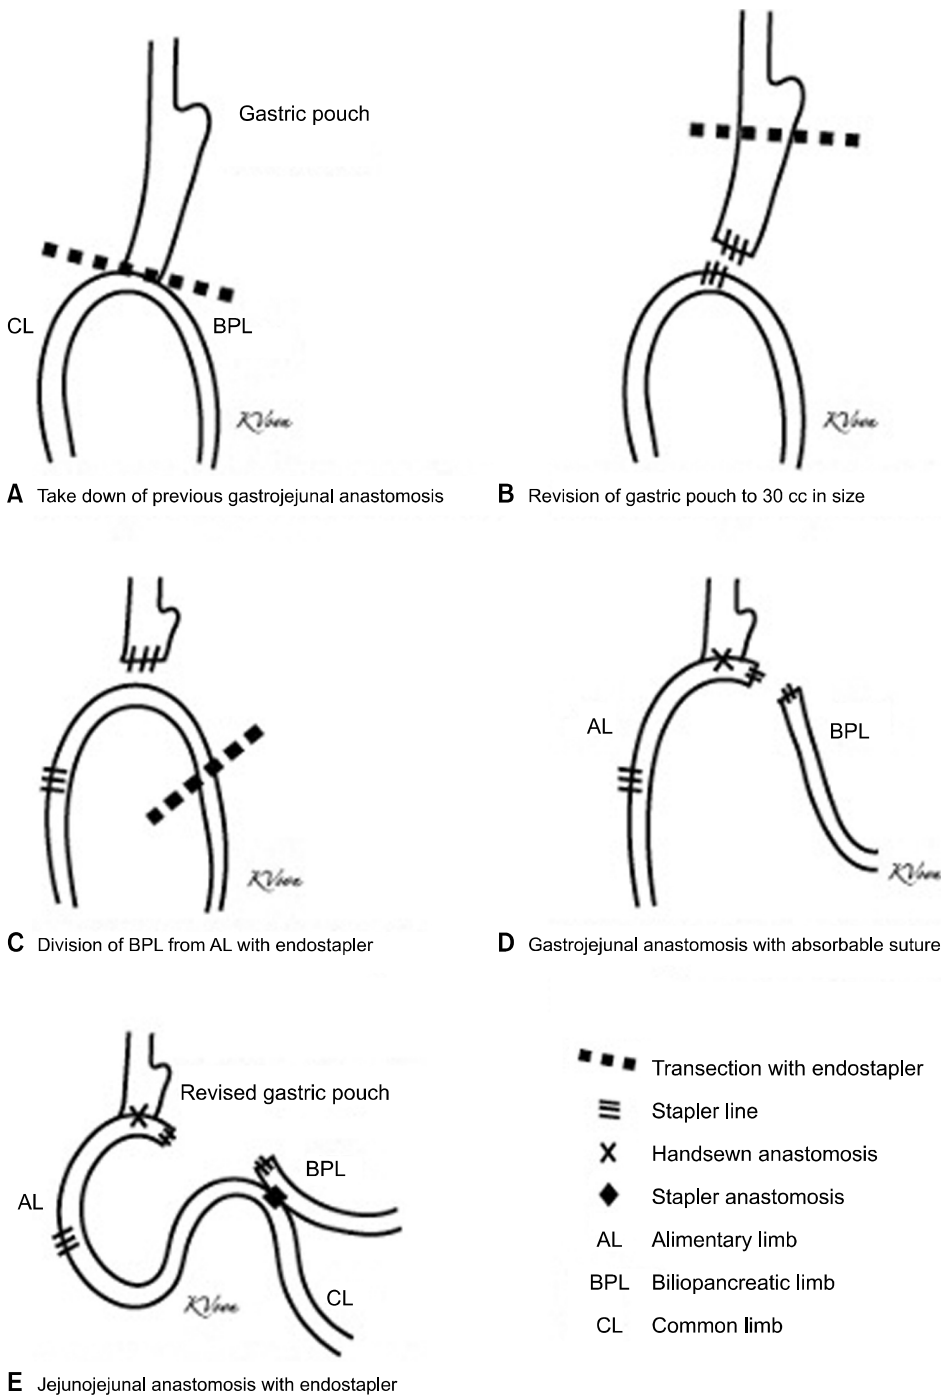 Gastric pouch
CL
BPL
KVoon
A Take down of previous gastrojejunal anastomosis
KVoon
B Revision of gastric pouch to 30 cc in size
KVoon
C Division of BPL from AL with endostapler
AL
BPL
KVoon
D Gastrojejunal anastomosis with absorbable suture
Revised gastric pouch
BPL
AL
KVoon
CL
E Jejunojejunal anastomosis with endostapler
Transection with endostapler
Stapler line
Handsewn anastomosis
Stapler anastomosis
AL Alimentary limb
BPL Biliopancreatic limb
CL Common limb